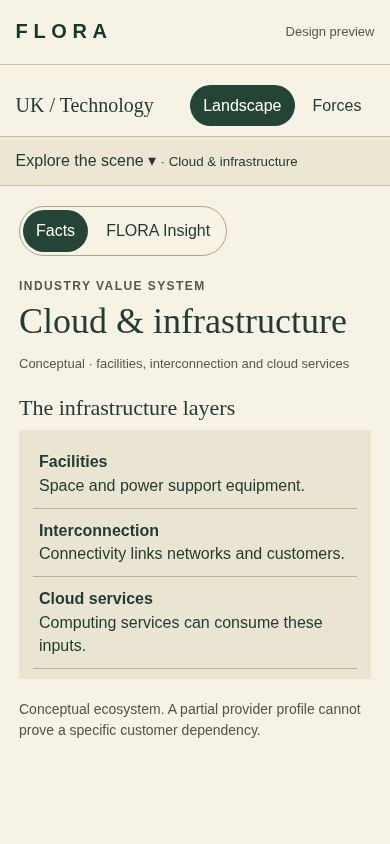 FLORA
Design preview
UK / Technology
Landscape
Forces
Explore the scene ▾ · Cloud & infrastructure
Facts
FLORA Insight
INDUSTRY VALUE SYSTEM
Cloud & infrastructure
Conceptual · facilities, interconnection and cloud services
The infrastructure layers
Facilities
Space and power support equipment.
Interconnection
Connectivity links networks and customers.
Cloud services
Computing services can consume these
inputs.
Conceptual ecosystem. A partial provider profile cannot
prove a specific customer dependency.